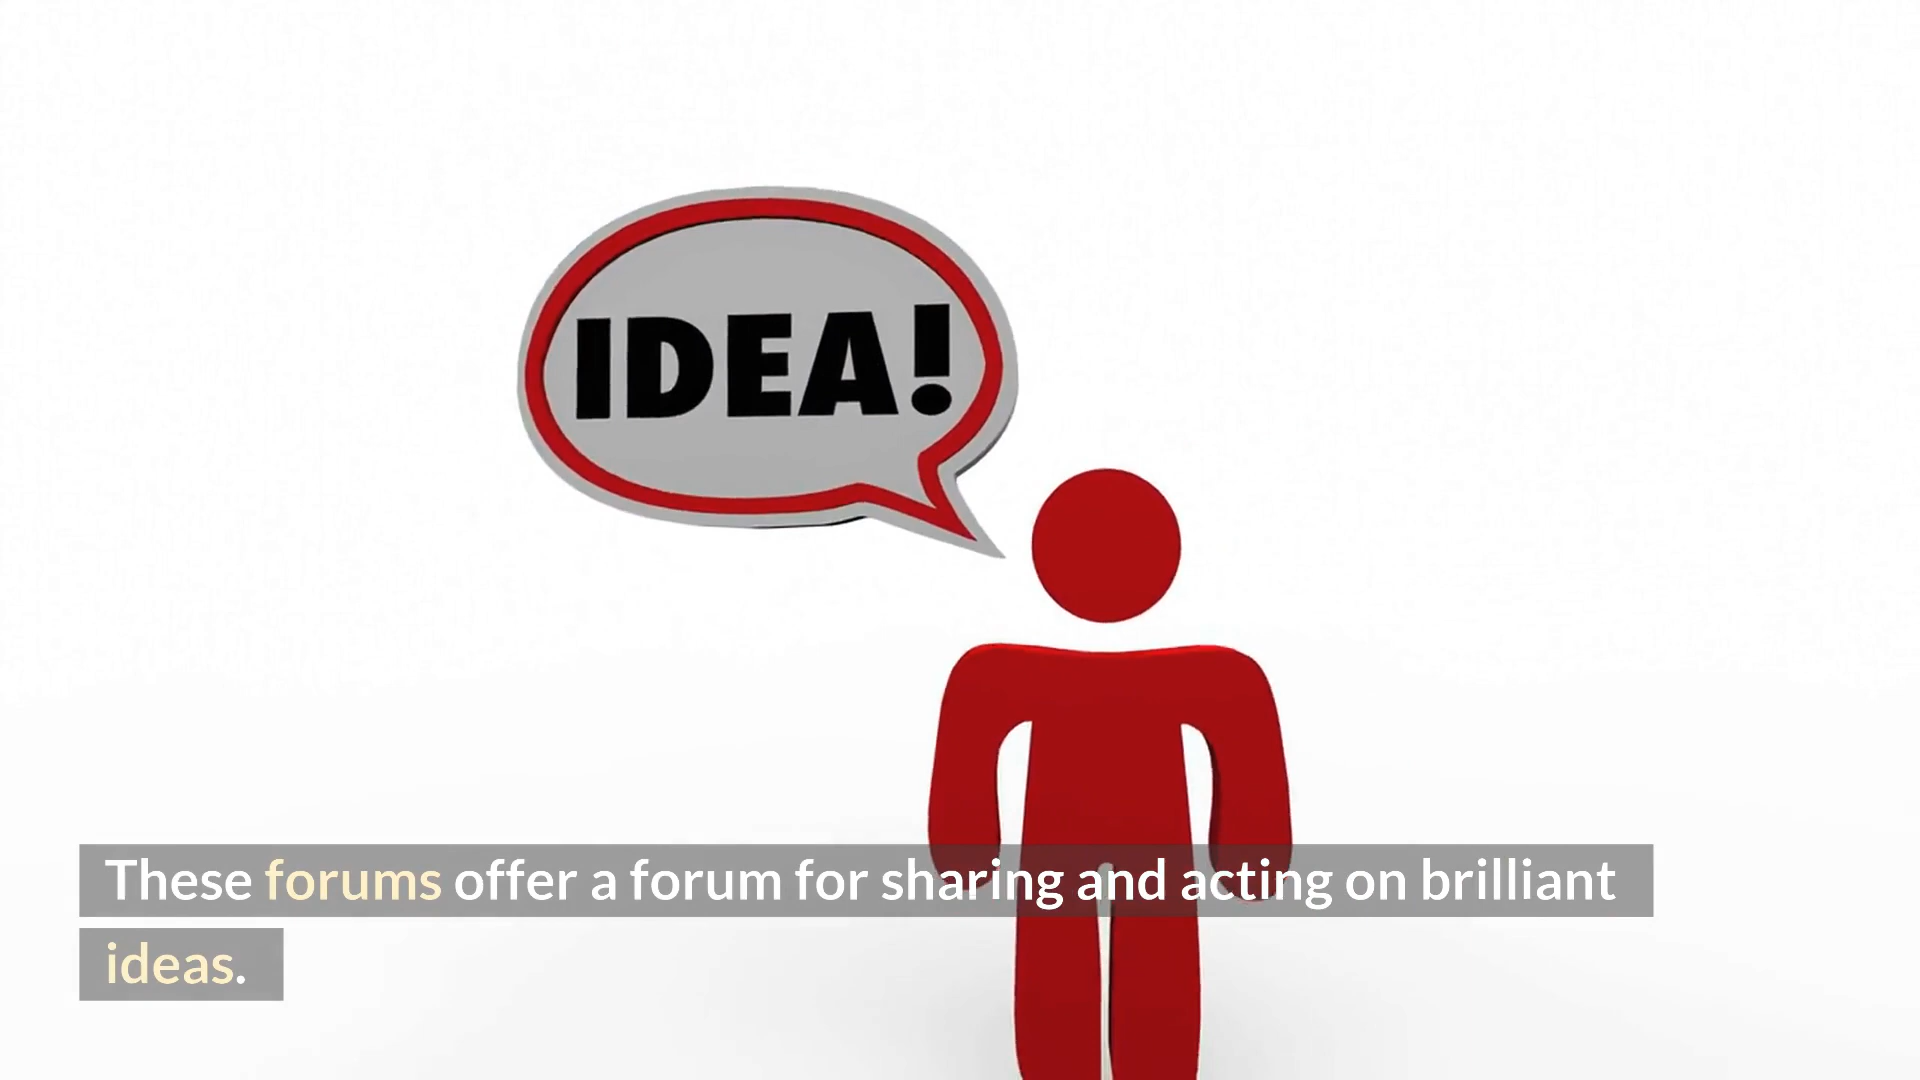 IDEA!
These forums offer a forum for sharing and acting on brilliant
ideas.